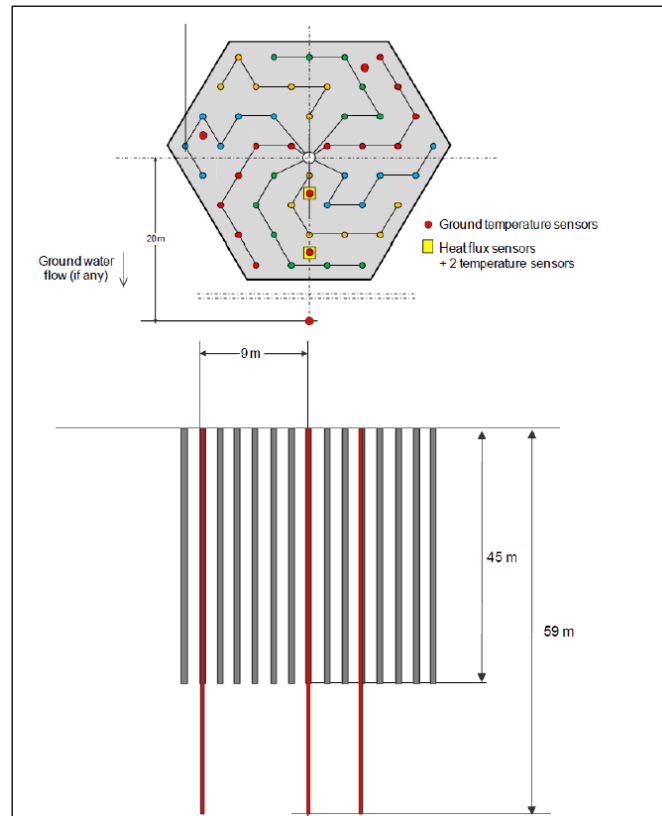 20m
Ground temperature sensors
Heat flux sensors
+ 2 temperature sensors
Ground water
flow (if any)
9 m
45 m
59 m